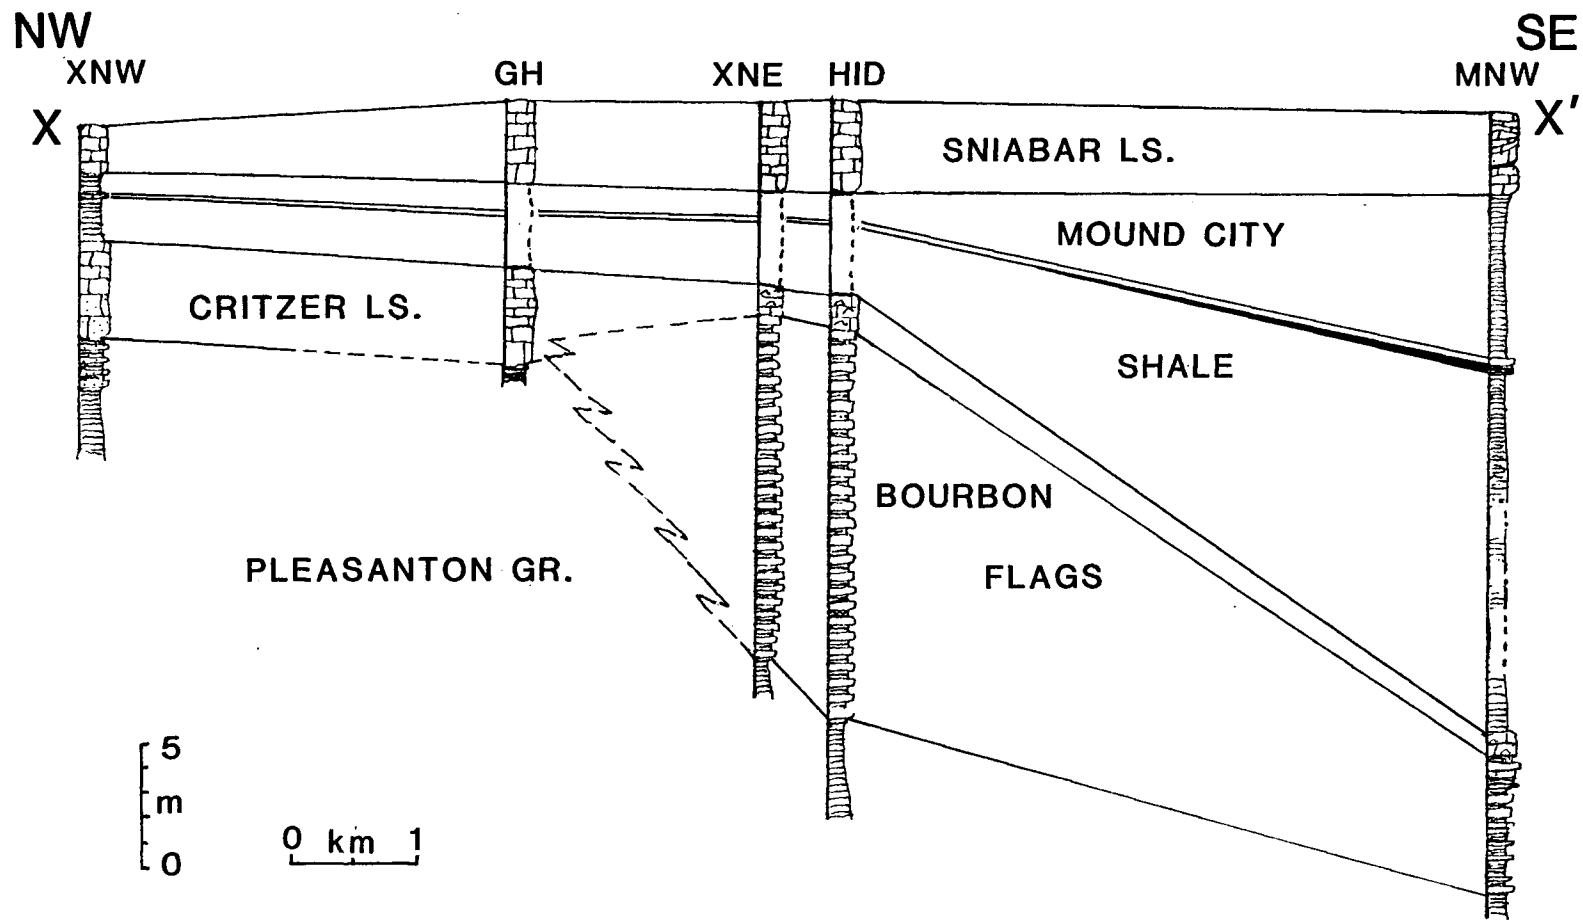 NW
SE
XNW
GH
XNE
HID
MNW
X
X'
SNIABAR LS.
MOUND CITY
CRITZER LS.
SHALE
BOURBON
PLEASANTON GR.
FLAGS
5
m
0
0 km 1